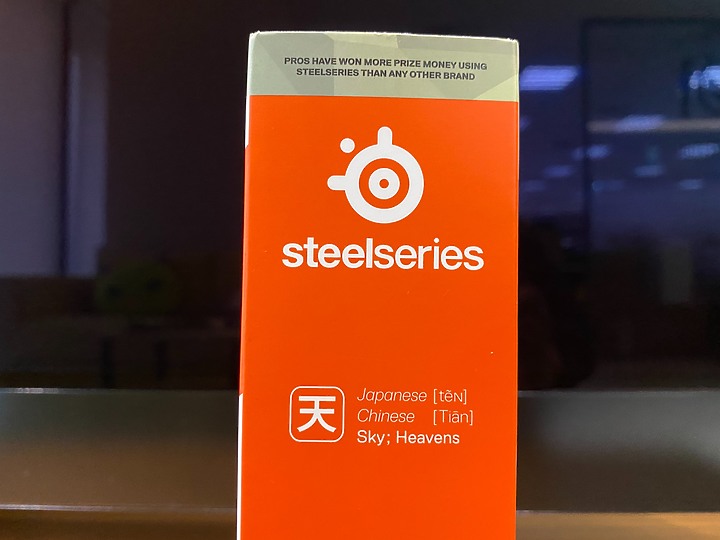 PROS HAVE WON MORE PRIZE MONEY USING
STEELSERIES THAN ANY OTHER BRAND
steelseries
天
Japanese [tẽɴ]
Chinese [Tiān]
Sky; Heavens